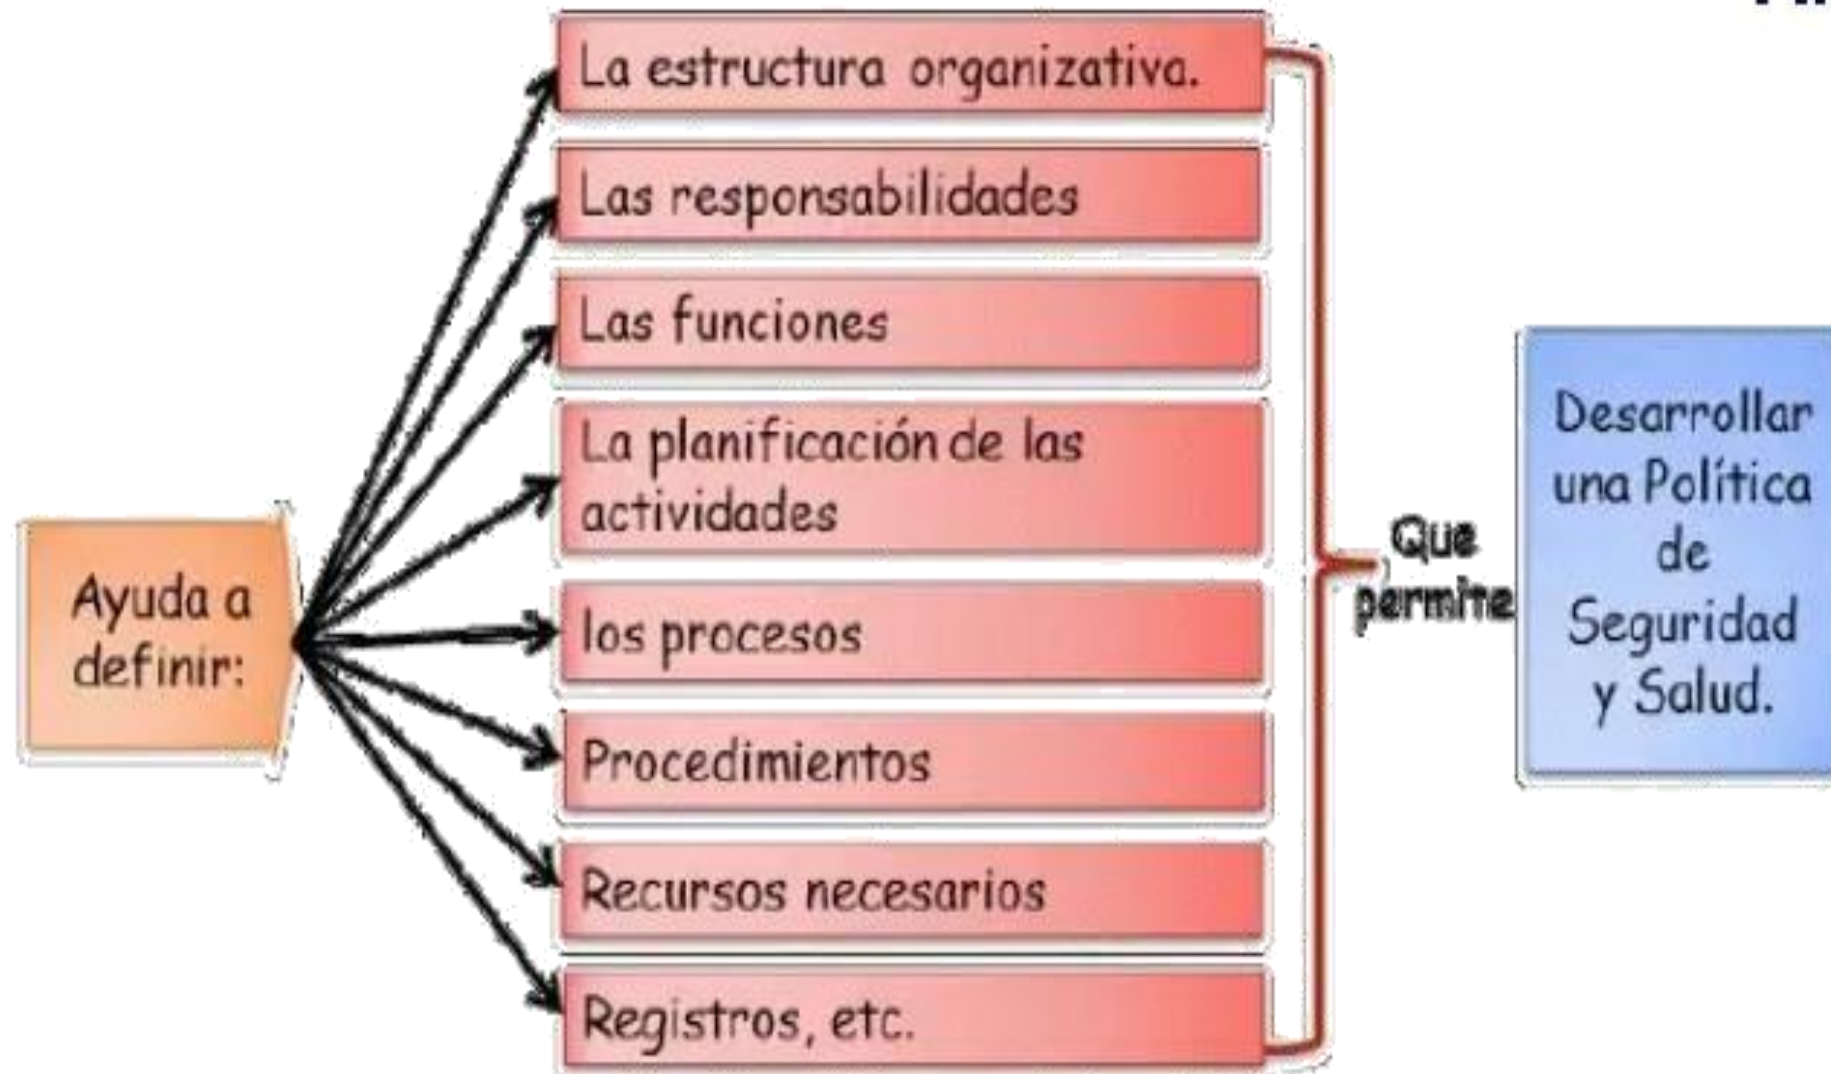 Ayuda a
definir:
La estructura organizativa.
Las responsabilidades
Las funciones
La planificación de las
actividades
los procesos
Procedimientos
Recursos necesarios
Registros, etc.
Que
permite
Desarrollar
una Política
de
Seguridad
y Salud.